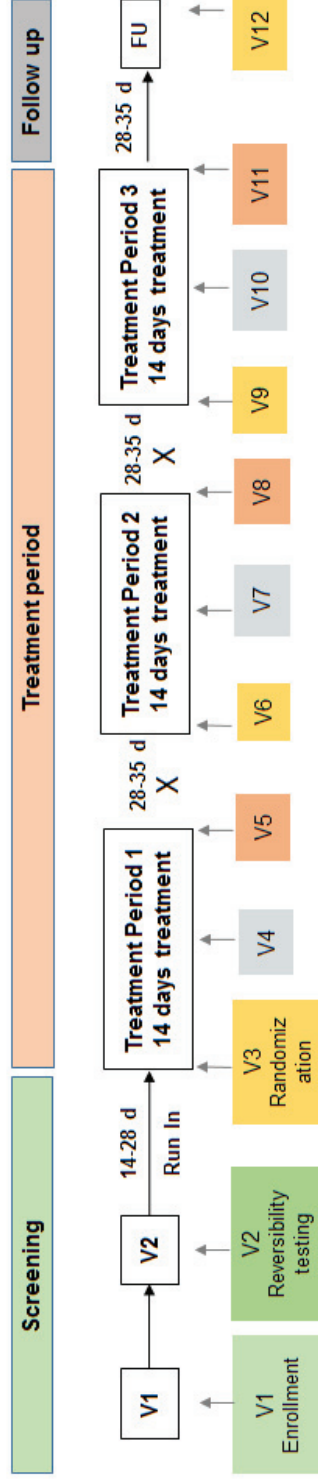 Screening
Treatment period
Follow up
V1
V2
14-28 d
Run In
Treatment Period 1
14 days treatment
28-35 d
X
Treatment Period 2
14 days treatment
28-35 d
X
Treatment Period 3
14 days treatment
28-35 d
FU
V1
Enrollment
V2
Reversibility
testing
V3
Randomiz
ation
V4
V5
V6
V7
V8
V9
V10
V11
V12